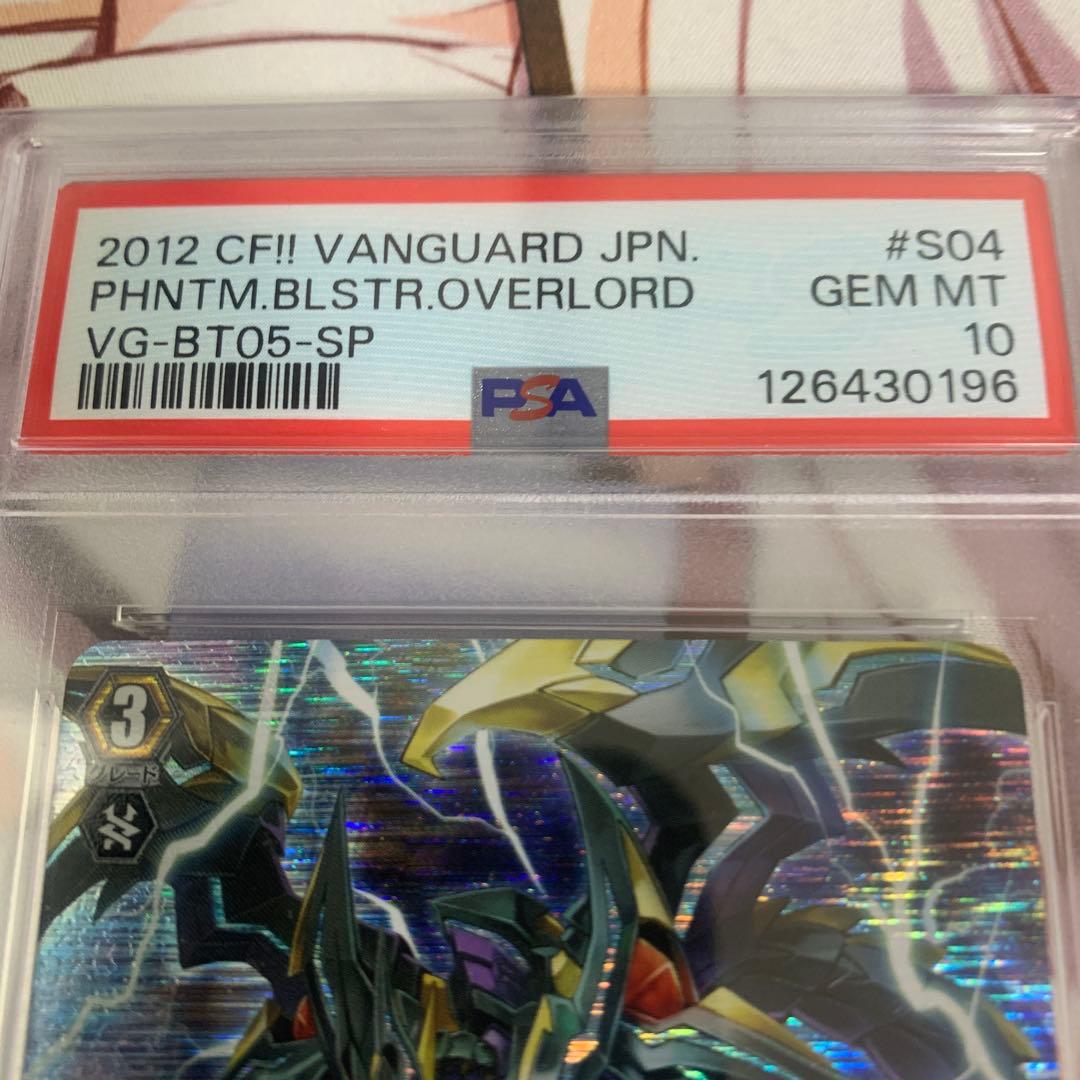 2012 CF!! VANGUARD JPN. #S04
PHNTM.BLSTR.OVERLORD GEM MT
VG-BT05-SP 10
126430196
PSA
3
グレード